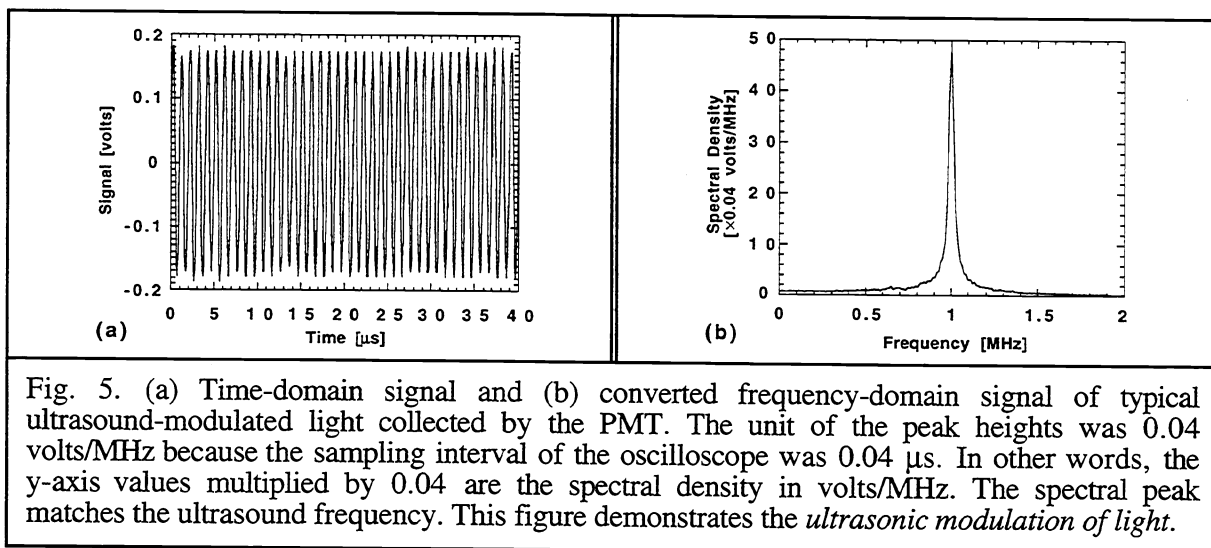 0.2
0.1
0
-0.1
-0.2
Signal [volts]
0 5 10 15 20 25 30 35 40
Time [μs]
(a)
50
40
30
20
10
0
Spectral Density
[×0.04 volts/MHz]
0 0.5 1 1.5 2
Frequency [MHz]
(b)
Fig. 5. (a) Time-domain signal and (b) converted frequency-domain signal of typical
ultrasound-modulated light collected by the PMT. The unit of the peak heights was 0.04
volts/MHz because the sampling interval of the oscilloscope was 0.04 μs. In other words, the
y-axis values multiplied by 0.04 are the spectral density in volts/MHz. The spectral peak
matches the ultrasound frequency. This figure demonstrates the ultrasonic modulation of light.